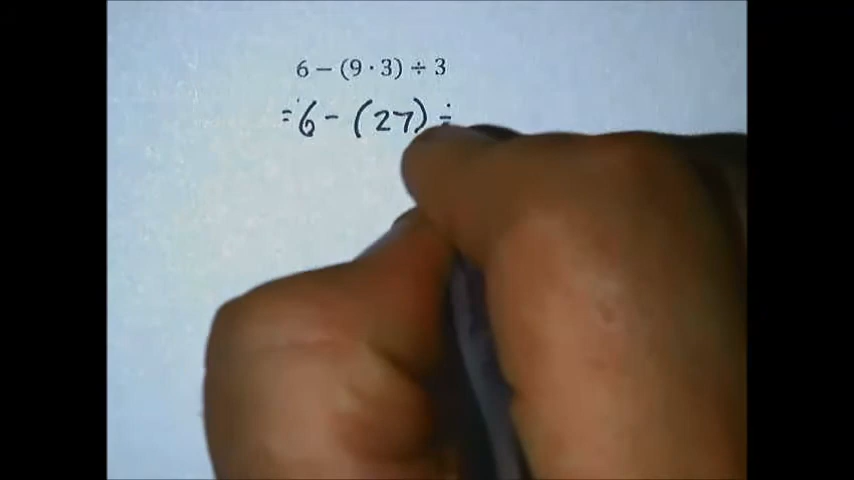 6 − (9 · 3) ÷ 3
= 6 − (27) ÷